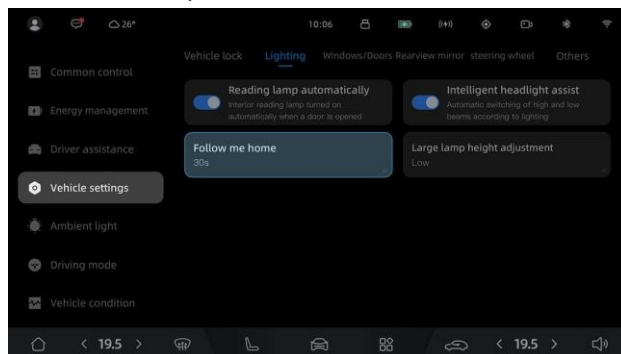 26°
10:06
Vehicle lock Lighting Windows/Doors Rearview mirror steering wheel Others
Common control
Energy management
Driver assistance
Vehicle settings
Ambient light
Driving mode
Vehicle condition
Reading lamp automatically
Interior reading lamp turned on
automatically when a door is opened
Intelligent headlight assist
Automatic switching of high and low
beams according to lighting
Follow me home
30s
Large lamp height adjustment
Low
< 19.5 >
< 19.5 >